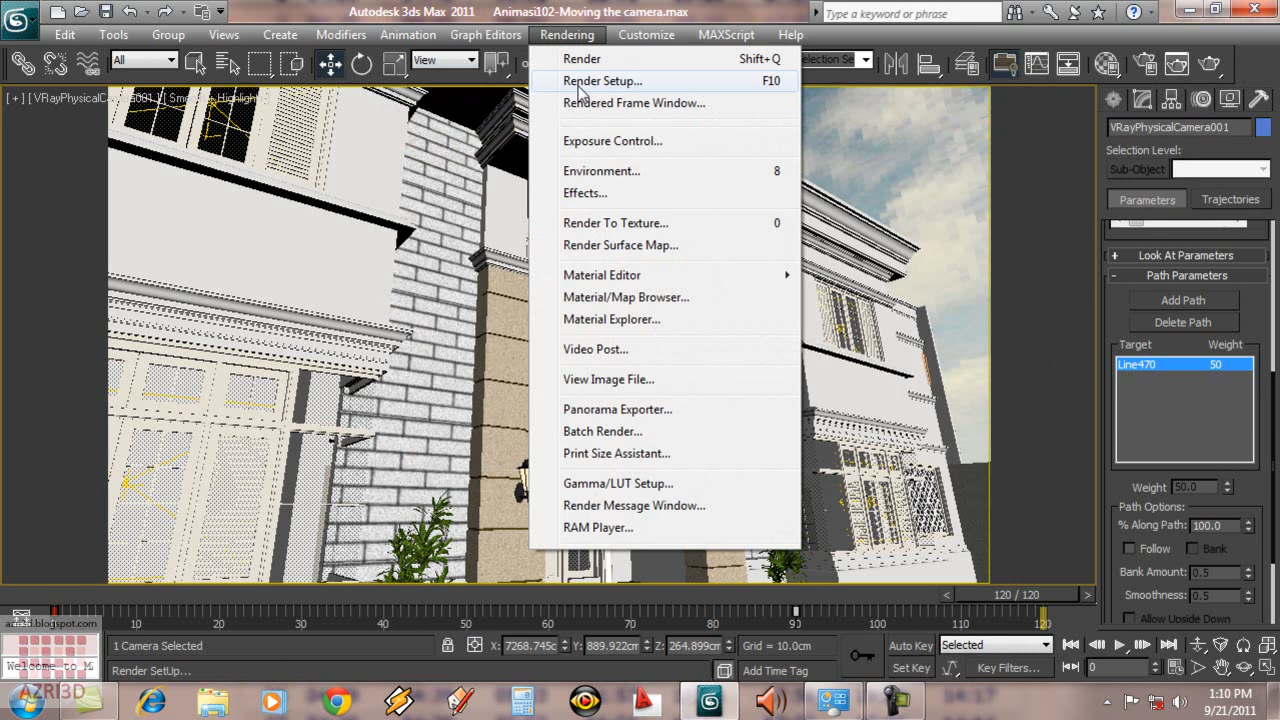 Autodesk 3ds Max 2011 Animasi102-Moving the camera.max
Type a keyword or phrase
Edit Tools Group Views Create Modifiers Animation Graph Editors Rendering Customize MAXScript Help
All View
[ + ] [ VRayPhysicalCamera001 ]
Render Shift+Q
Render Setup... F10
Rendered Frame Window...
Exposure Control...
Environment... 8
Effects...
Render To Texture... 0
Render Surface Map...
Material Editor
Material/Map Browser...
Material Explorer...
Video Post...
View Image File...
Panorama Exporter...
Batch Render...
Print Size Assistant...
Gamma/LUT Setup...
Render Message Window...
RAM Player...
VRayPhysicalCamera001
Selection Level:
Sub-Object
Parameters Trajectories
+ Look At Parameters
- Path Parameters
Add Path
Delete Path
Target Weight
Line470 50
Weight 50.0
Path Options:
% Along Path: 100.0
Follow Bank
Bank Amount: 0.5
Smoothness: 0.5
Allow Upside Down
< 120 / 120 >
10 20 30 40 50 60 70 80 90 100 110 120
1 Camera Selected X: 7268.745c Y: 889.922cm Z: 264.899cm Grid = 10.0cm Auto Key Selected
Welcome to M
Render SetUp... Add Time Tag Set Key Key Filters... 0
AZRI3D
1:10 PM
9/21/2011